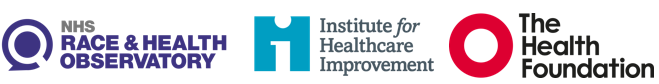 NHS
RACE & HEALTH
OBSERVATORY
Institute for
Healthcare
Improvement
The
Health
Foundation